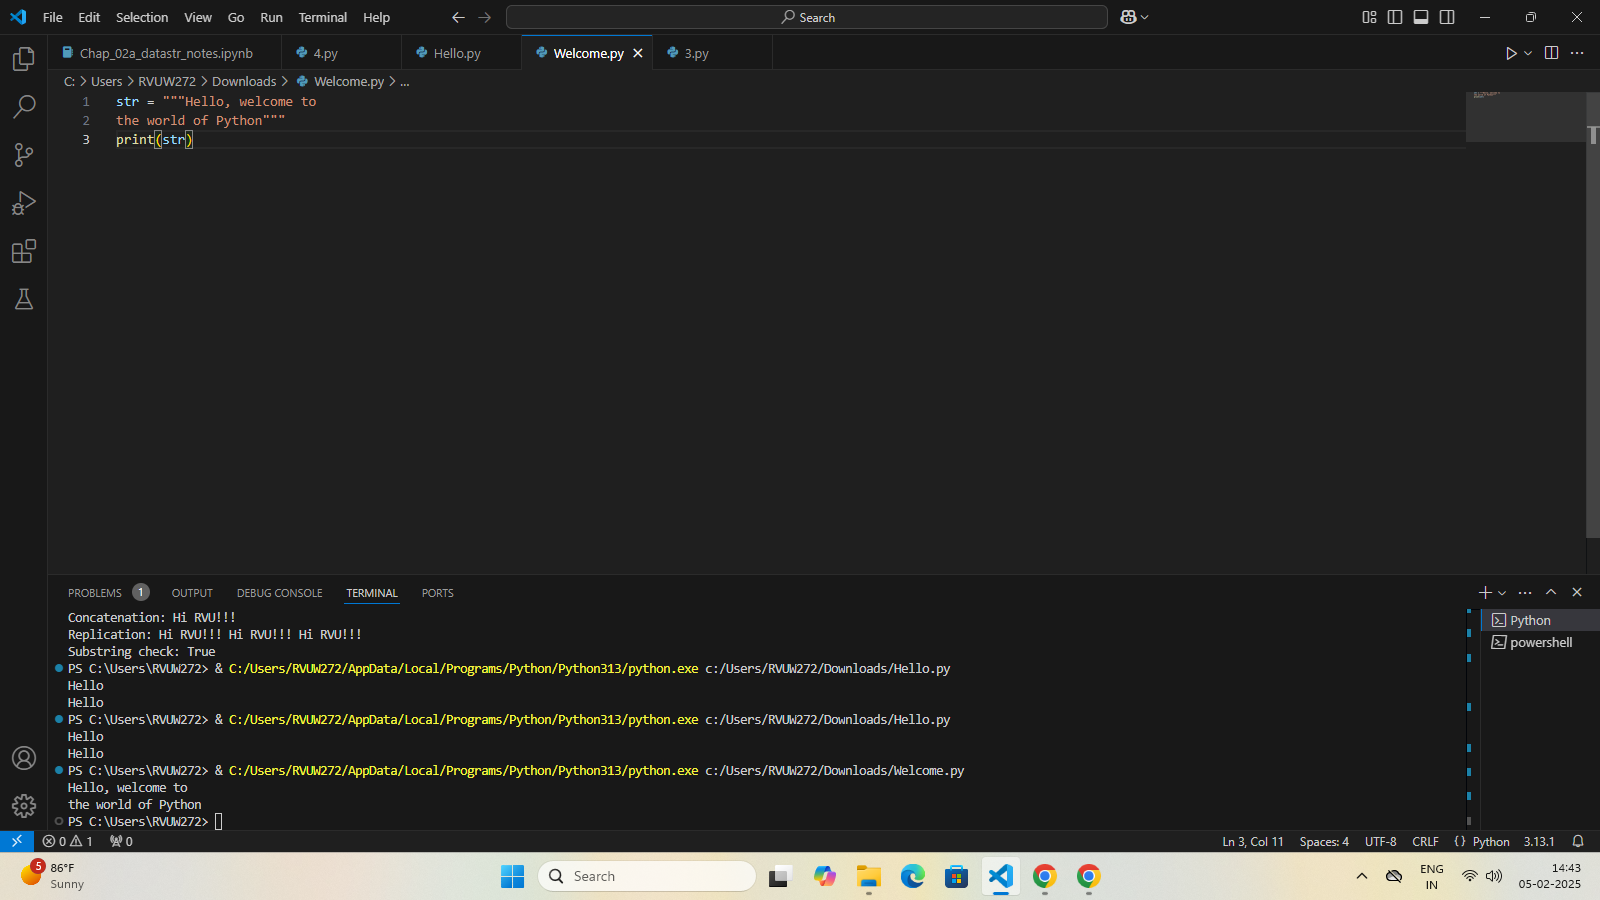 File Edit Selection View Go Run Terminal Help
Search
Chap_02a_datastr_notes.ipynb
4.py
Hello.py
Welcome.py
3.py
C: > Users > RVUW272 > Downloads > Welcome.py > ...
1 str = """Hello, welcome to
2 the world of Python"""
3 print(str)
PROBLEMS 1 OUTPUT DEBUG CONSOLE TERMINAL PORTS
Concatenation: Hi RVU!!!
Replication: Hi RVU!!! Hi RVU!!! Hi RVU!!!
Substring check: True
PS C:\Users\RVUW272> & C:/Users/RVUW272/AppData/Local/Programs/Python/Python313/python.exe c:/Users/RVUW272/Downloads/Hello.py
Hello
Hello
PS C:\Users\RVUW272> & C:/Users/RVUW272/AppData/Local/Programs/Python/Python313/python.exe c:/Users/RVUW272/Downloads/Hello.py
Hello
Hello
PS C:\Users\RVUW272> & C:/Users/RVUW272/AppData/Local/Programs/Python/Python313/python.exe c:/Users/RVUW272/Downloads/Welcome.py
Hello, welcome to
the world of Python
PS C:\Users\RVUW272>
Python
powershell
0 1 0
Ln 3, Col 11 Spaces: 4 UTF-8 CRLF {} Python 3.13.1
5
86°F
Sunny
Search
ENG
IN
14:43
05-02-2025